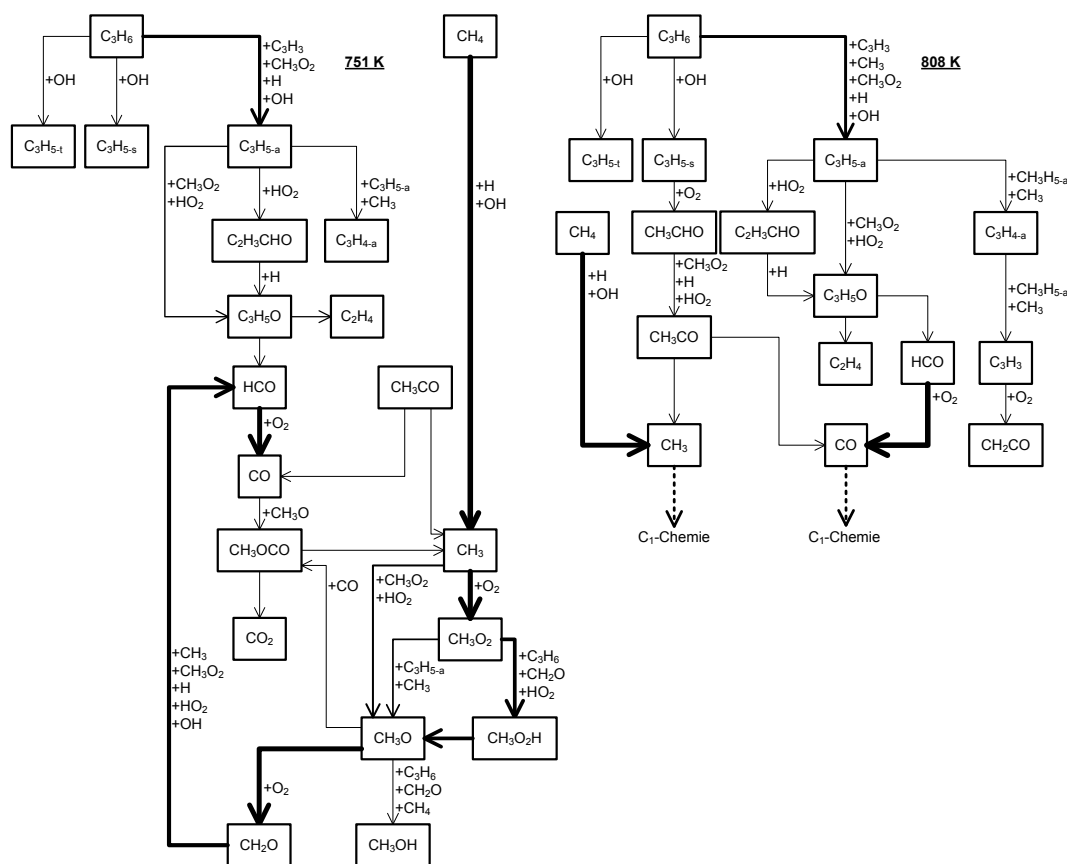 C₃H₆
+OH
+OH
+C₃H₃
+CH₃O₂
+H
+OH
751 K
C₃H₅₋ₜ
C₃H₅₋ₛ
C₃H₅₋ₐ
+CH₃O₂
+HO₂
+HO₂
+C₃H₅₋ₐ
+CH₃
C₂H₃CHO
C₃H₄₋ₐ
+H
C₃H₅O
C₂H₄
HCO
+O₂
CH₃CO
CO
+CH₃O
CH₃OCO
CO₂
+CO
CH₄
+H
+OH
CH₃
+CH₃O₂
+HO₂
+O₂
CH₃O₂
+C₃H₅₋ₐ
+CH₃
+C₃H₆
+CH₂O
+HO₂
CH₃O
CH₃O₂H
+CH₃
+CH₃O₂
+H
+HO₂
+OH
+O₂
+C₃H₆
+CH₂O
+CH₄
CH₂O
CH₃OH
C₃H₆
+OH
+OH
+C₃H₃
+CH₃
+CH₃O₂
+H
+OH
808 K
C₃H₅₋ₜ
C₃H₅₋ₛ
C₃H₅₋ₐ
+O₂
+HO₂
+CH₃O₂
+HO₂
+CH₃H₅₋ₐ
+CH₃
CH₄
CH₃CHO
C₂H₃CHO
C₃H₄₋ₐ
+H
+OH
+CH₃O₂
+H
+HO₂
+H
C₃H₅O
+CH₃H₅₋ₐ
+CH₃
CH₃CO
C₂H₄
HCO
C₃H₃
+O₂
+O₂
CH₃
CO
CH₂CO
C₁-Chemie
C₁-Chemie